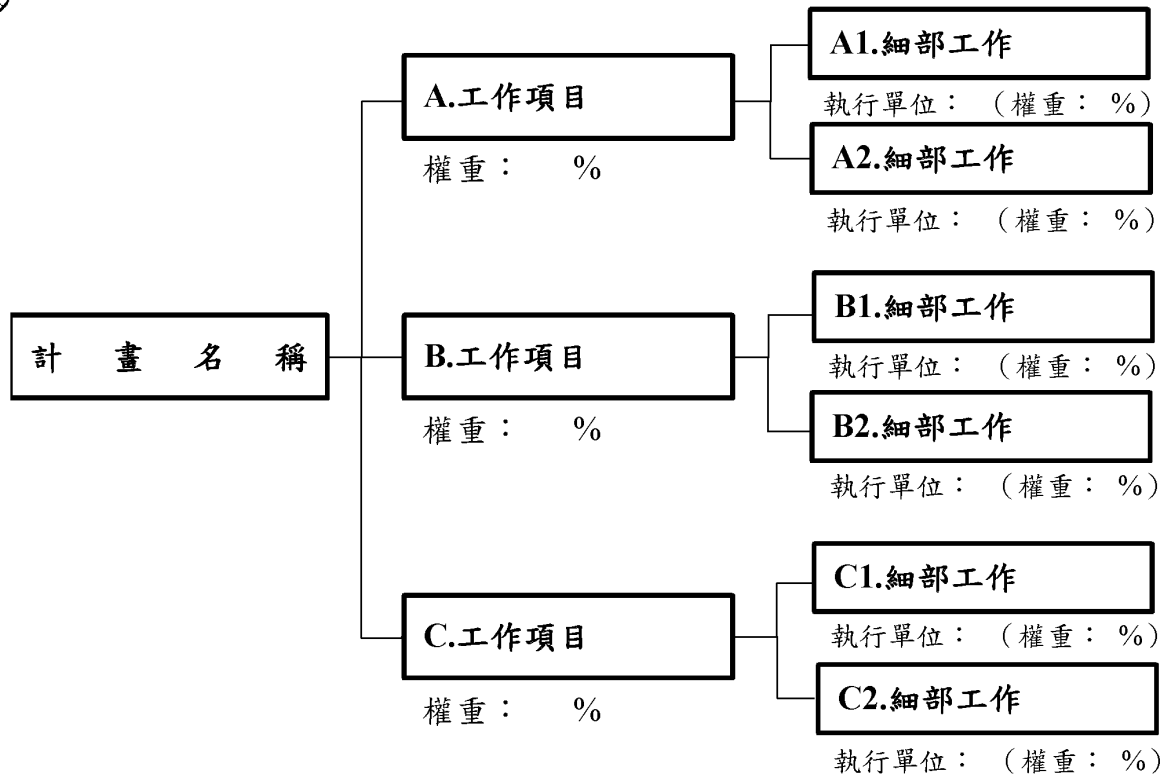 計畫名稱
A.工作項目
權重： %
A1.細部工作
執行單位： （權重： %）
A2.細部工作
執行單位： （權重： %）
B.工作項目
權重： %
B1.細部工作
執行單位： （權重： %）
B2.細部工作
執行單位： （權重： %）
C.工作項目
權重： %
C1.細部工作
執行單位： （權重： %）
C2.細部工作
執行單位： （權重： %）